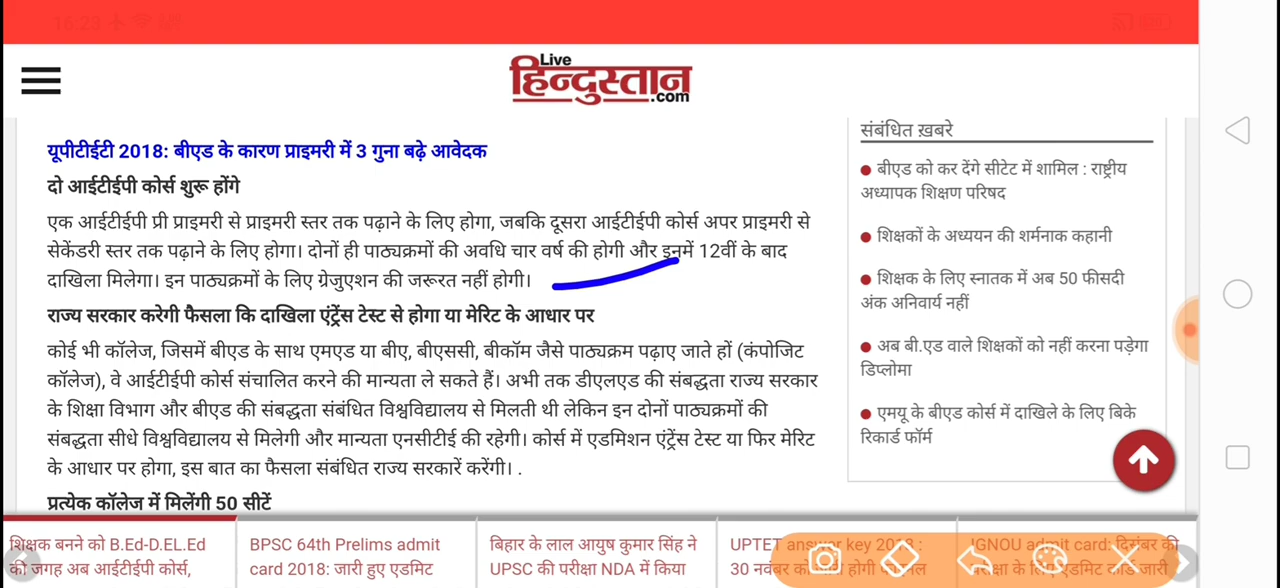 16:23
Live
हिन्दुस्तान
.com
यूपीटीईटी 2018: बीएड के कारण प्राइमरी में 3 गुना बढ़े आवेदक
दो आईटीईपी कोर्स शुरू होंगे
एक आईटीईपी प्री प्राइमरी से प्राइमरी स्तर तक पढ़ाने के लिए होगा, जबकि दूसरा आईटीईपी कोर्स अपर प्राइमरी से
सेकेंडरी स्तर तक पढ़ाने के लिए होगा। दोनों ही पाठ्यक्रमों की अवधि चार वर्ष की होगी और इनमें 12वीं के बाद
दाखिला मिलेगा। इन पाठ्यक्रमों के लिए ग्रेजुएशन की जरूरत नहीं होगी।
राज्य सरकार करेगी फैसला कि दाखिला एंट्रेंस टेस्ट से होगा या मेरिट के आधार पर
कोई भी कॉलेज, जिसमें बीएड के साथ एमएड या बीए, बीएससी, बीकॉम जैसे पाठ्यक्रम पढ़ाए जाते हों (कंपोजिट
कॉलेज), वे आईटीईपी कोर्स संचालित करने की मान्यता ले सकते हैं। अभी तक डीएलएड की संबद्धता राज्य सरकार
के शिक्षा विभाग और बीएड की संबद्धता संबंधित विश्वविद्यालय से मिलती थी लेकिन इन दोनों पाठ्यक्रमों की
संबद्धता सीधे विश्वविद्यालय से मिलेगी और मान्यता एनसीटीई की रहेगी। कोर्स में एडमिशन एंट्रेंस टेस्ट या फिर मेरिट
के आधार पर होगा, इस बात का फैसला संबंधित राज्य सरकारें करेंगी। .
प्रत्येक कॉलेज में मिलेंगी 50 सीटें
संबंधित ख़बरे
बीएड को कर देंगे सीटेट में शामिल : राष्ट्रीय
अध्यापक शिक्षण परिषद
शिक्षकों के अध्ययन की शर्मनाक कहानी
शिक्षक के लिए स्नातक में अब 50 फीसदी
अंक अनिवार्य नहीं
अब बी.एड वाले शिक्षकों को नहीं करना पड़ेगा
डिप्लोमा
एमयू के बीएड कोर्स में दाखिले के लिए बिके
रिकार्ड फॉर्म
शिक्षक बनने को B.Ed-D.EL.Ed
की जगह अब आईटीईपी कोर्स,
BPSC 64th Prelims admit
card 2018: जारी हुए एडमिट
बिहार के लाल आयुष कुमार सिंह ने
UPSC की परीक्षा NDA में किया
UPTET answer key 2018 :
30 नवंबर को होगी
IGNOU admit card: दिसंबर की
परीक्षा के लिए एडमिट कार्ड जारी